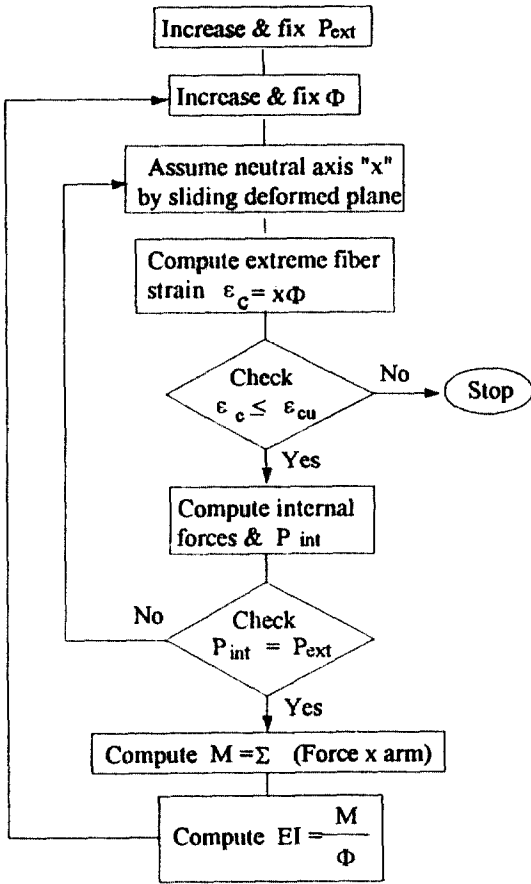 Increase & fix P_ext
Increase & fix Φ
Assume neutral axis "x"
by sliding deformed plane
Compute extreme fiber
strain ε_c = xΦ
Check
ε_c ≤ ε_cu
No
Stop
Yes
Compute internal
forces & P_int
No
Check
P_int = P_ext
Yes
Compute M = Σ (Force x arm)
Compute EI = M
Φ